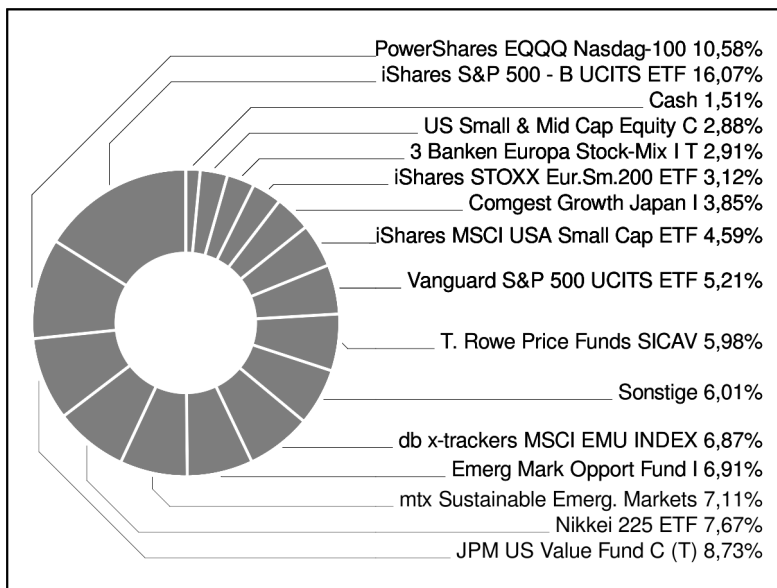 PowerShares EQQQ Nasdag-100 10,58%
iShares S&P 500 - B UCITS ETF 16,07%
Cash 1,51%
US Small & Mid Cap Equity C 2,88%
3 Banken Europa Stock-Mix I T 2,91%
iShares STOXX Eur.Sm.200 ETF 3,12%
Comgest Growth Japan I 3,85%
iShares MSCI USA Small Cap ETF 4,59%
Vanguard S&P 500 UCITS ETF 5,21%
T. Rowe Price Funds SICAV 5,98%
Sonstige 6,01%
db x-trackers MSCI EMU INDEX 6,87%
Emerg Mark Opport Fund I 6,91%
mtx Sustainable Emerg. Markets 7,11%
Nikkei 225 ETF 7,67%
JPM US Value Fund C (T) 8,73%